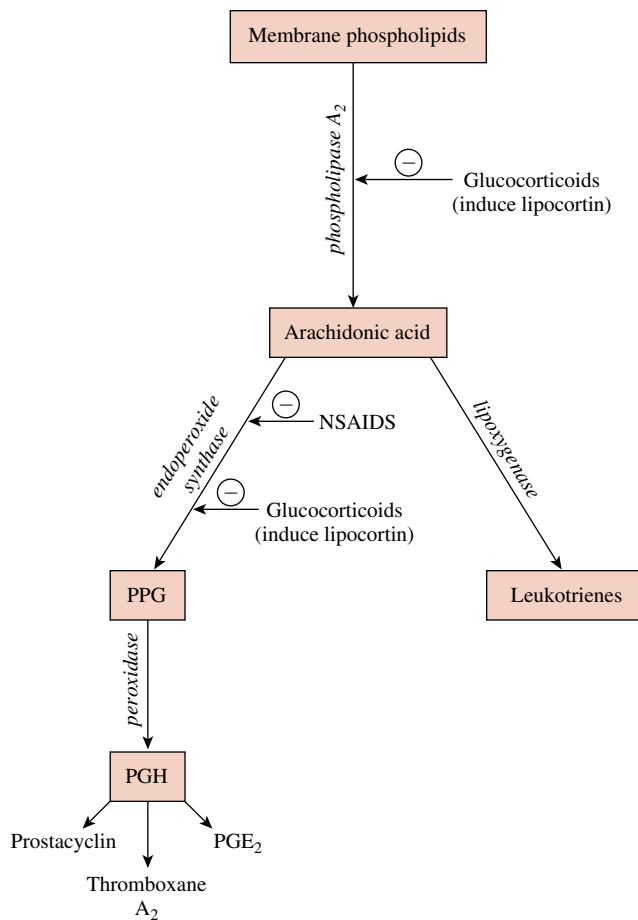 Membrane phospholipids
phospholipase A₂
−
Glucocorticoids
(induce lipocortin)
Arachidonic acid
endoperoxide
synthase
−
NSAIDS
lipoxygenase
−
Glucocorticoids
(induce lipocortin)
PPG
Leukotrienes
peroxidase
PGH
Prostacyclin
PGE₂
Thromboxane
A₂